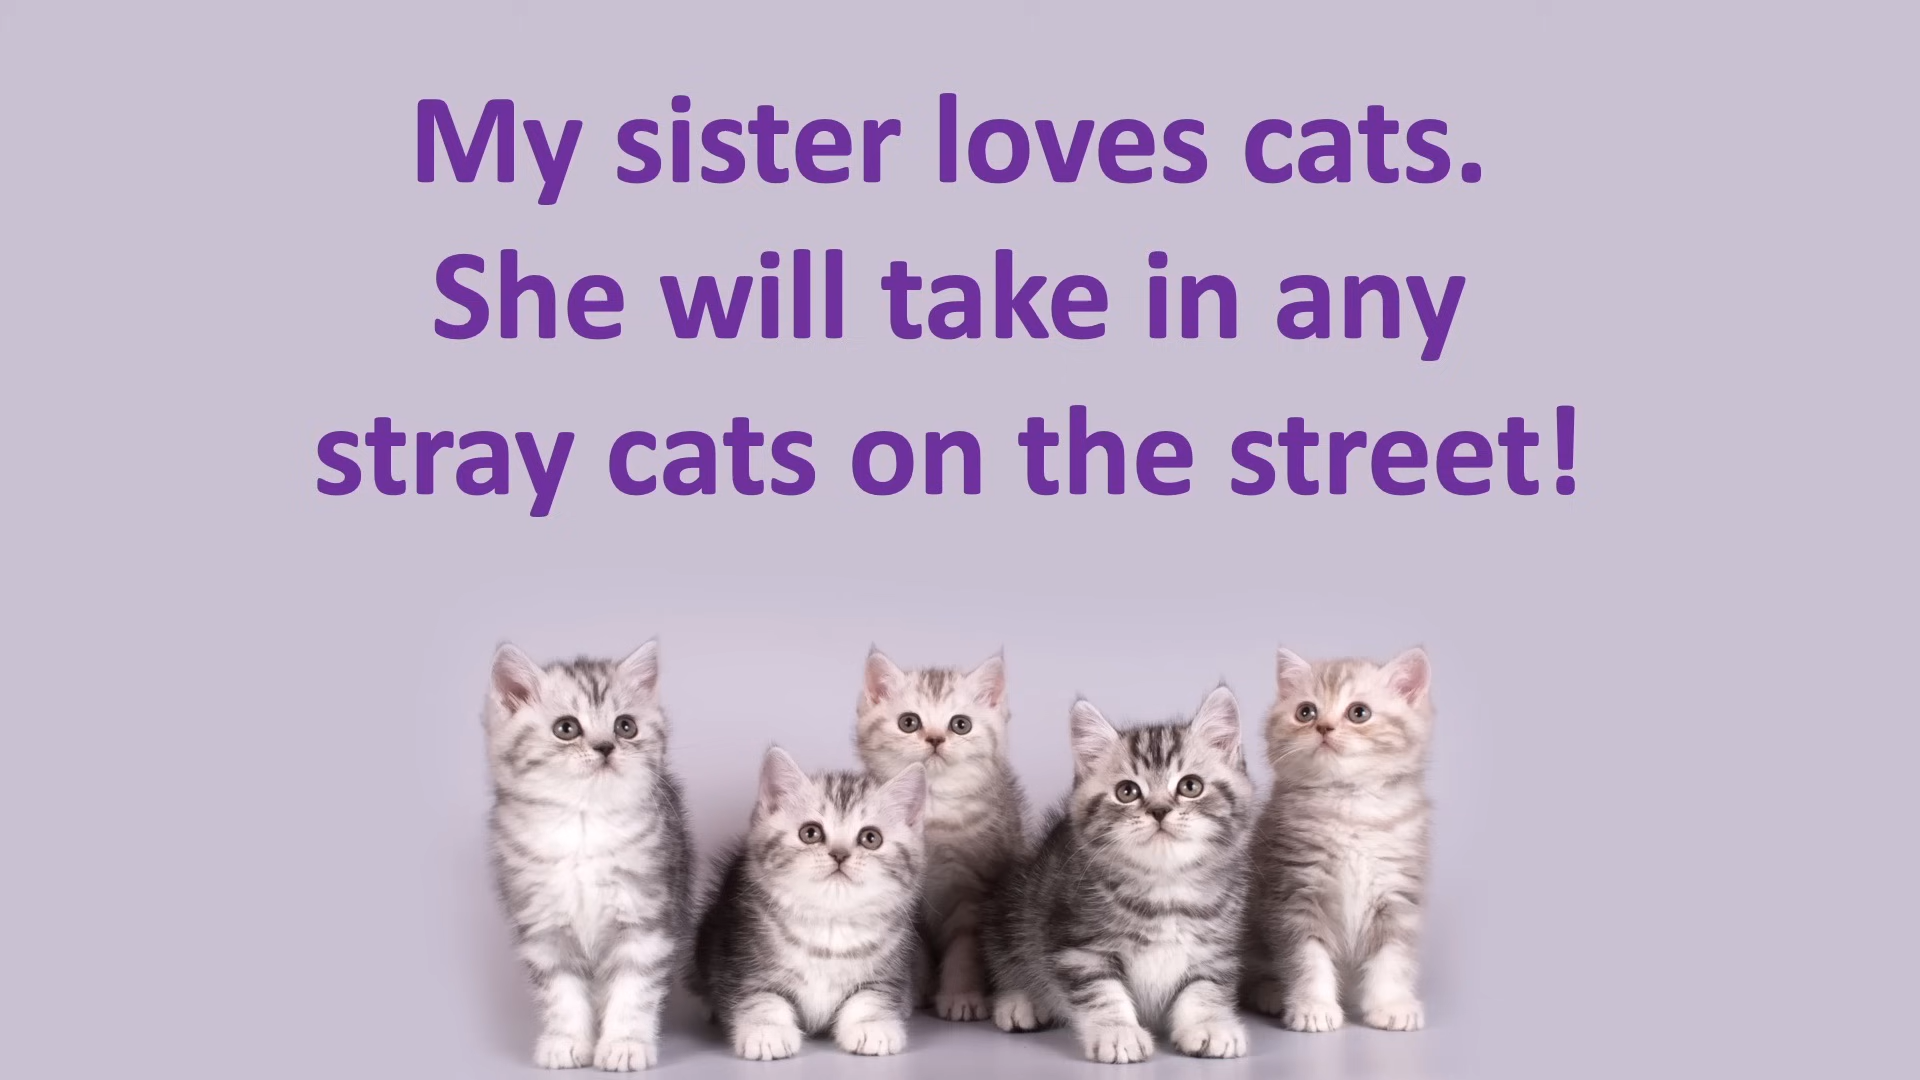 My sister loves cats.
She will take in any
stray cats on the street!